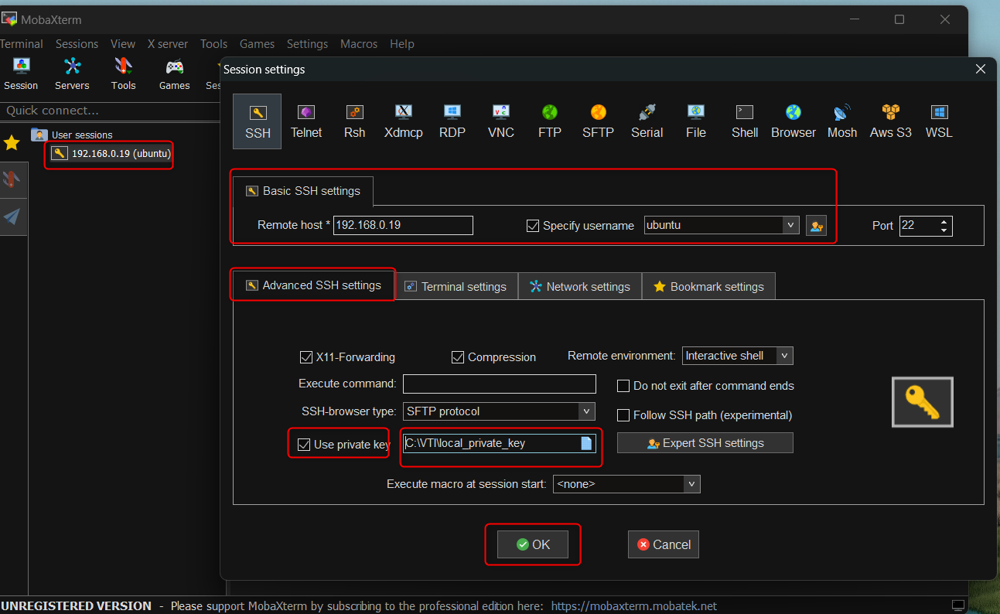 MobaXterm
Terminal Sessions View X server Tools Games Settings Macros Help
Session Servers Tools Games Ses
Session settings
Quick connect...
User sessions
192.168.0.19 (ubuntu)
SSH Telnet Rsh Xdmcp RDP VNC FTP SFTP Serial File Shell Browser Mosh Aws S3 WSL
Basic SSH settings
Remote host * 192.168.0.19 Specify username ubuntu Port 22
Advanced SSH settings Terminal settings Network settings Bookmark settings
X11-Forwarding Compression Remote environment: Interactive shell
Execute command: Do not exit after command ends
SSH-browser type: SFTP protocol Follow SSH path (experimental)
Use private key C:\VTI\local_private_key Expert SSH settings
Execute macro at session start: <none>
OK Cancel
UNREGISTERED VERSION - Please support MobaXterm by subscribing to the professional edition here: https://mobaxterm.mobatek.net